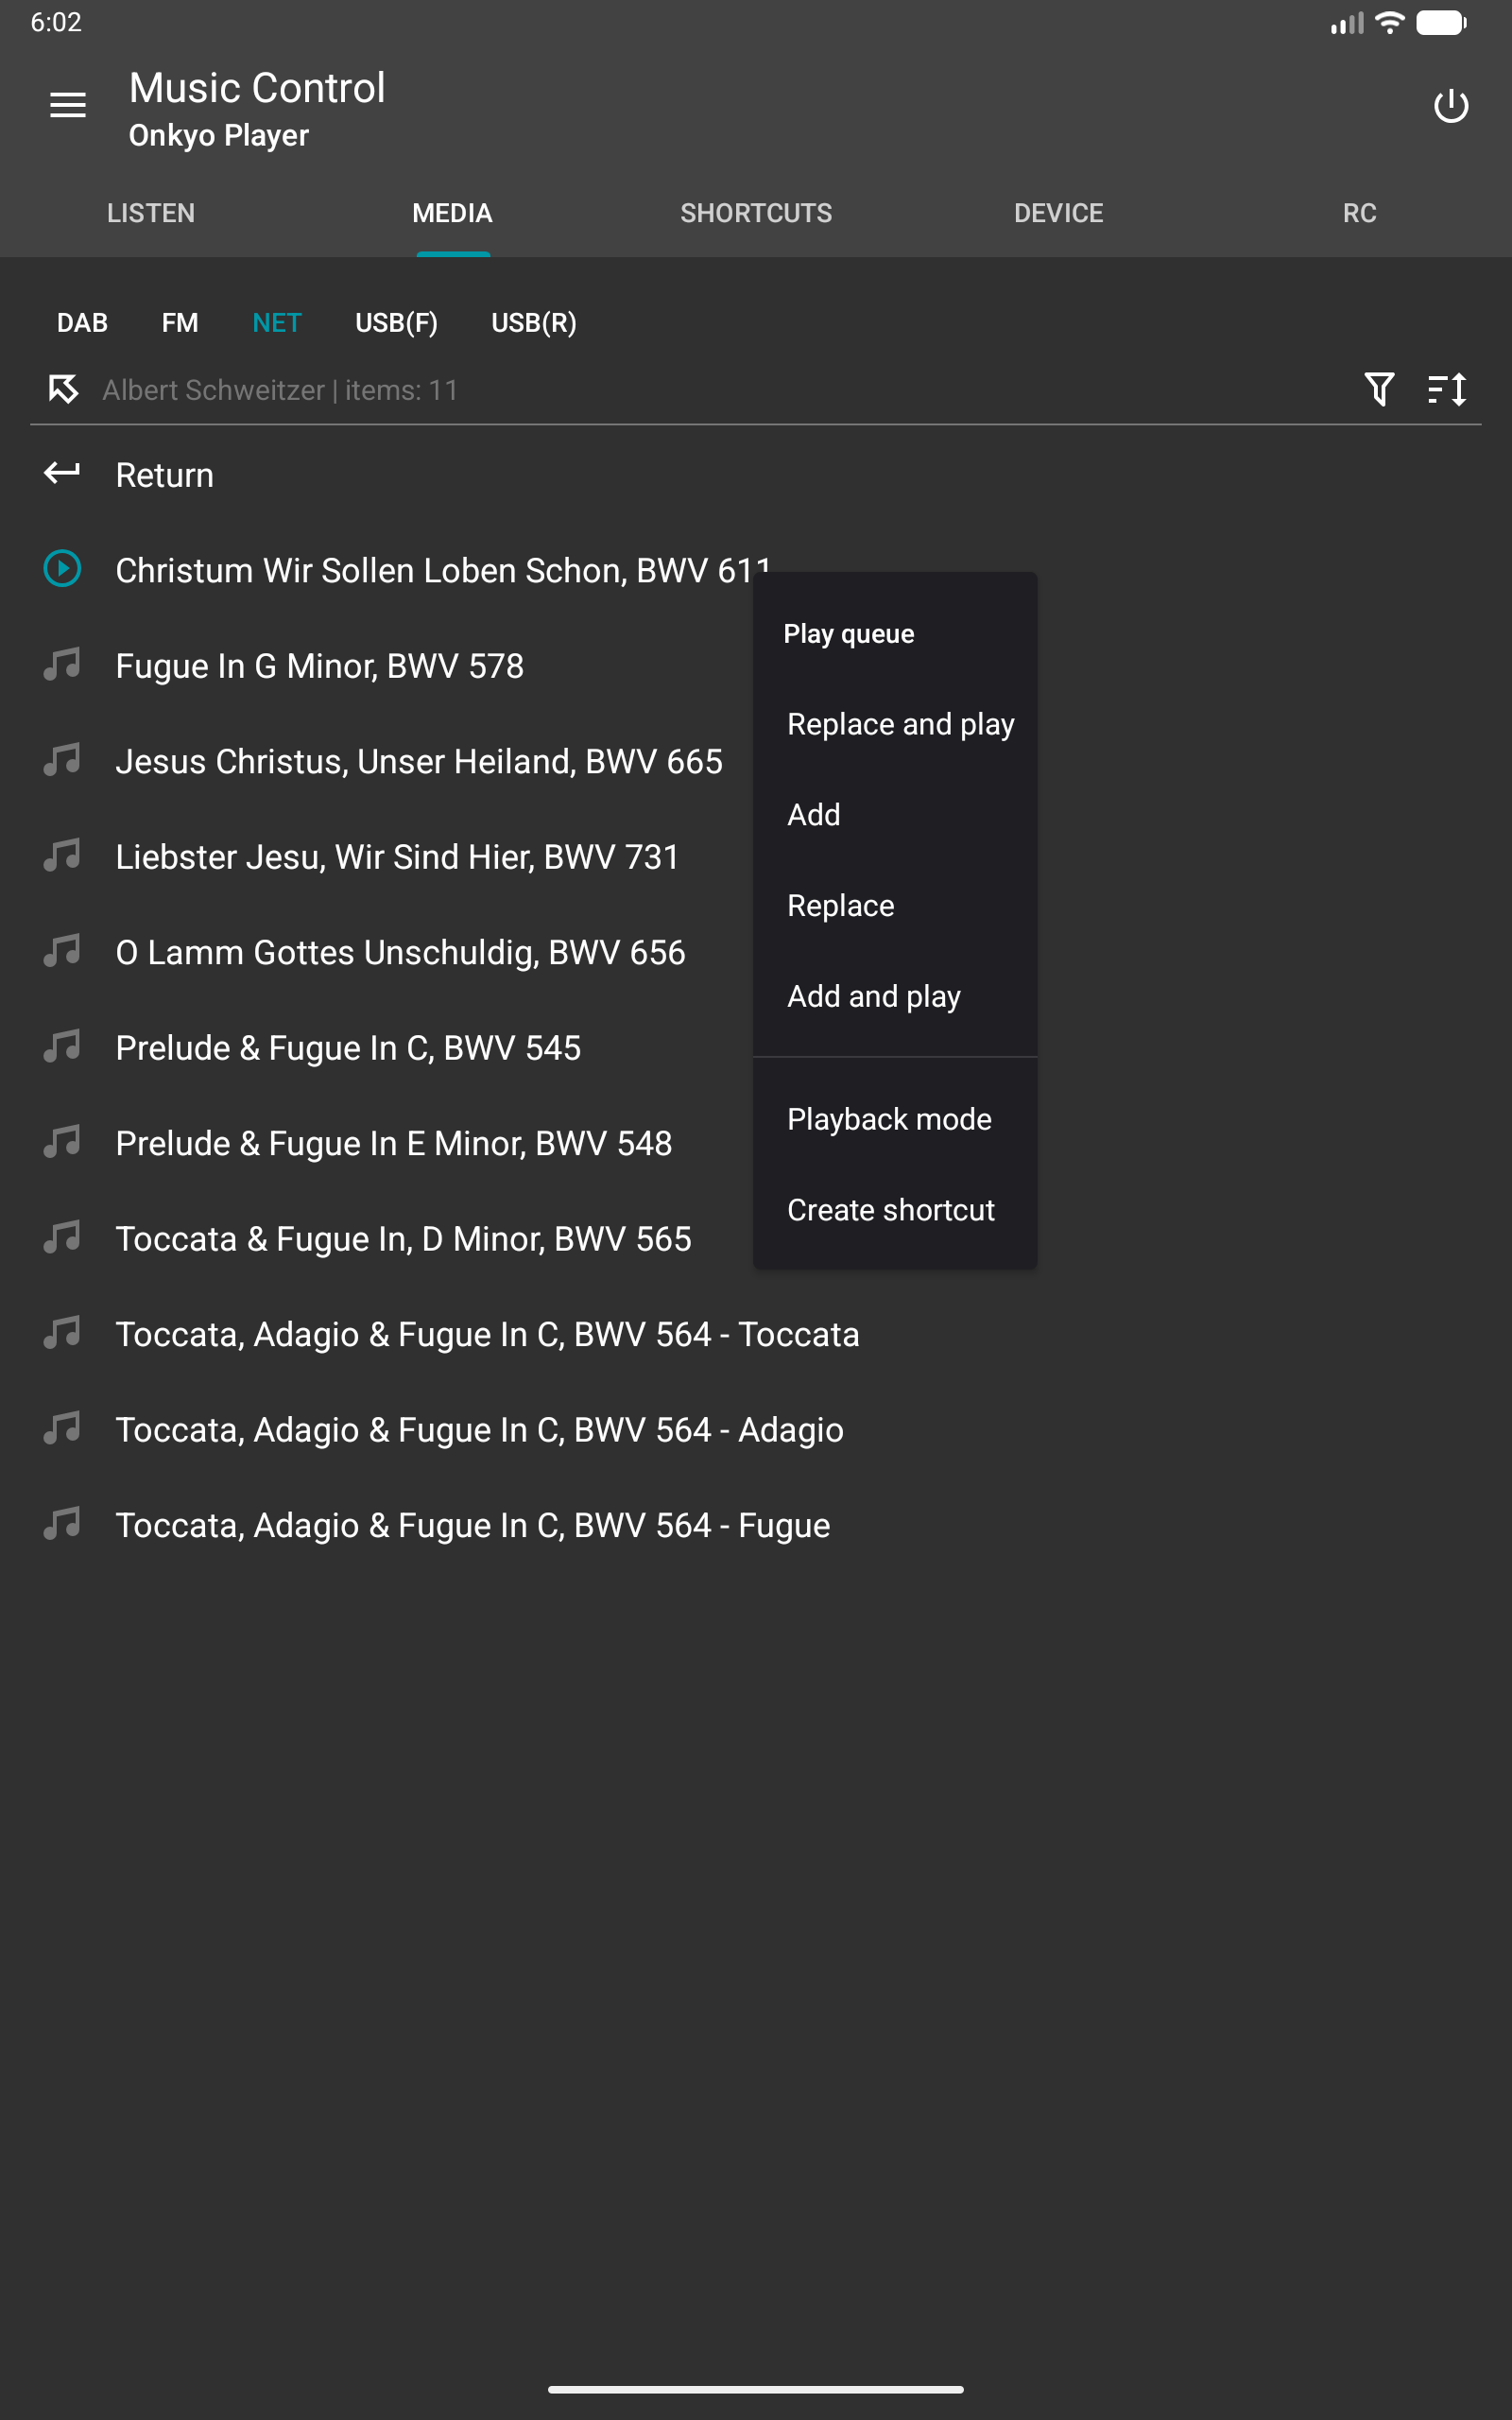 6:02
Music Control
Onkyo Player
LISTEN MEDIA SHORTCUTS DEVICE RC
DAB FM NET USB(F) USB(R)
Albert Schweitzer | items: 11
Return
Christum Wir Sollen Loben Schon, BWV 611
Fugue In G Minor, BWV 578
Jesus Christus, Unser Heiland, BWV 665
Liebster Jesu, Wir Sind Hier, BWV 731
O Lamm Gottes Unschuldig, BWV 656
Prelude & Fugue In C, BWV 545
Prelude & Fugue In E Minor, BWV 548
Toccata & Fugue In, D Minor, BWV 565
Toccata, Adagio & Fugue In C, BWV 564 - Toccata
Toccata, Adagio & Fugue In C, BWV 564 - Adagio
Toccata, Adagio & Fugue In C, BWV 564 - Fugue
Play queue
Replace and play
Add
Replace
Add and play
Playback mode
Create shortcut